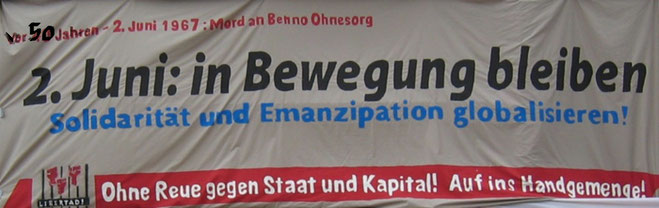 Vor 50 Jahren - 2. Juni 1967: Mord an Benno Ohnesorg
2. Juni: in Bewegung bleiben
Solidarität und Emanzipation globalisieren!
LIBERTAD!
Ohne Reue gegen Staat und Kapital! Auf ins Handgemenge!